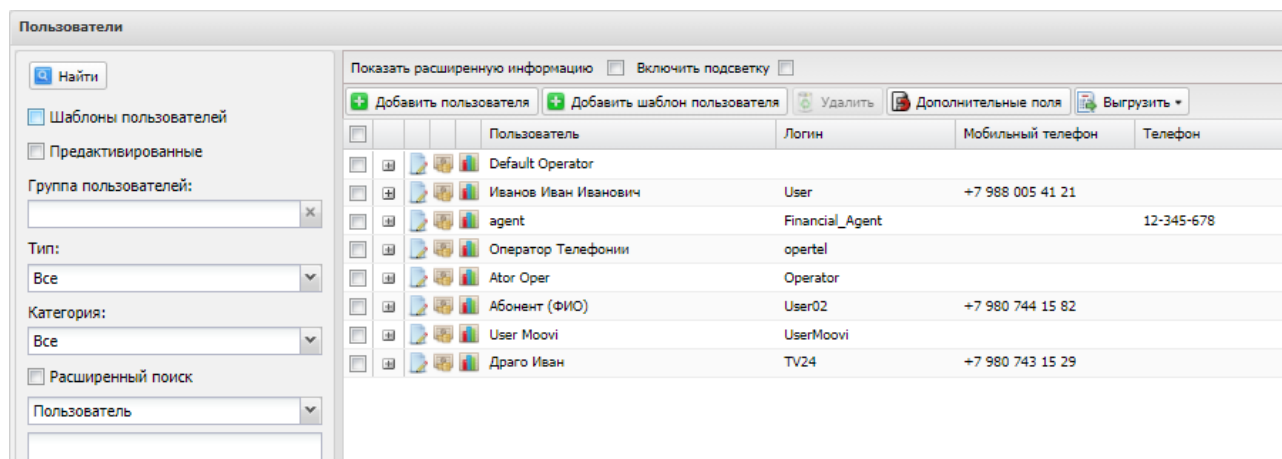 Пользователи
Найти
Шаблоны пользователей
Предактивированные
Группа пользователей:
Тип:
Все
Категория:
Все
Расширенный поиск
Пользователь
Показать расширенную информацию Включить подсветку
Добавить пользователя Добавить шаблон пользователя Удалить Дополнительные поля Выгрузить
Пользователь Логин Мобильный телефон Телефон
Default Operator
Иванов Иван Иванович User +7 988 005 41 21
agent Financial_Agent 12-345-678
Оператор Телефонии opertel
Ator Oper Operator
Абонент (ФИО) User02 +7 980 744 15 82
User Moovi UserMoovi
Драго Иван TV24 +7 980 743 15 29